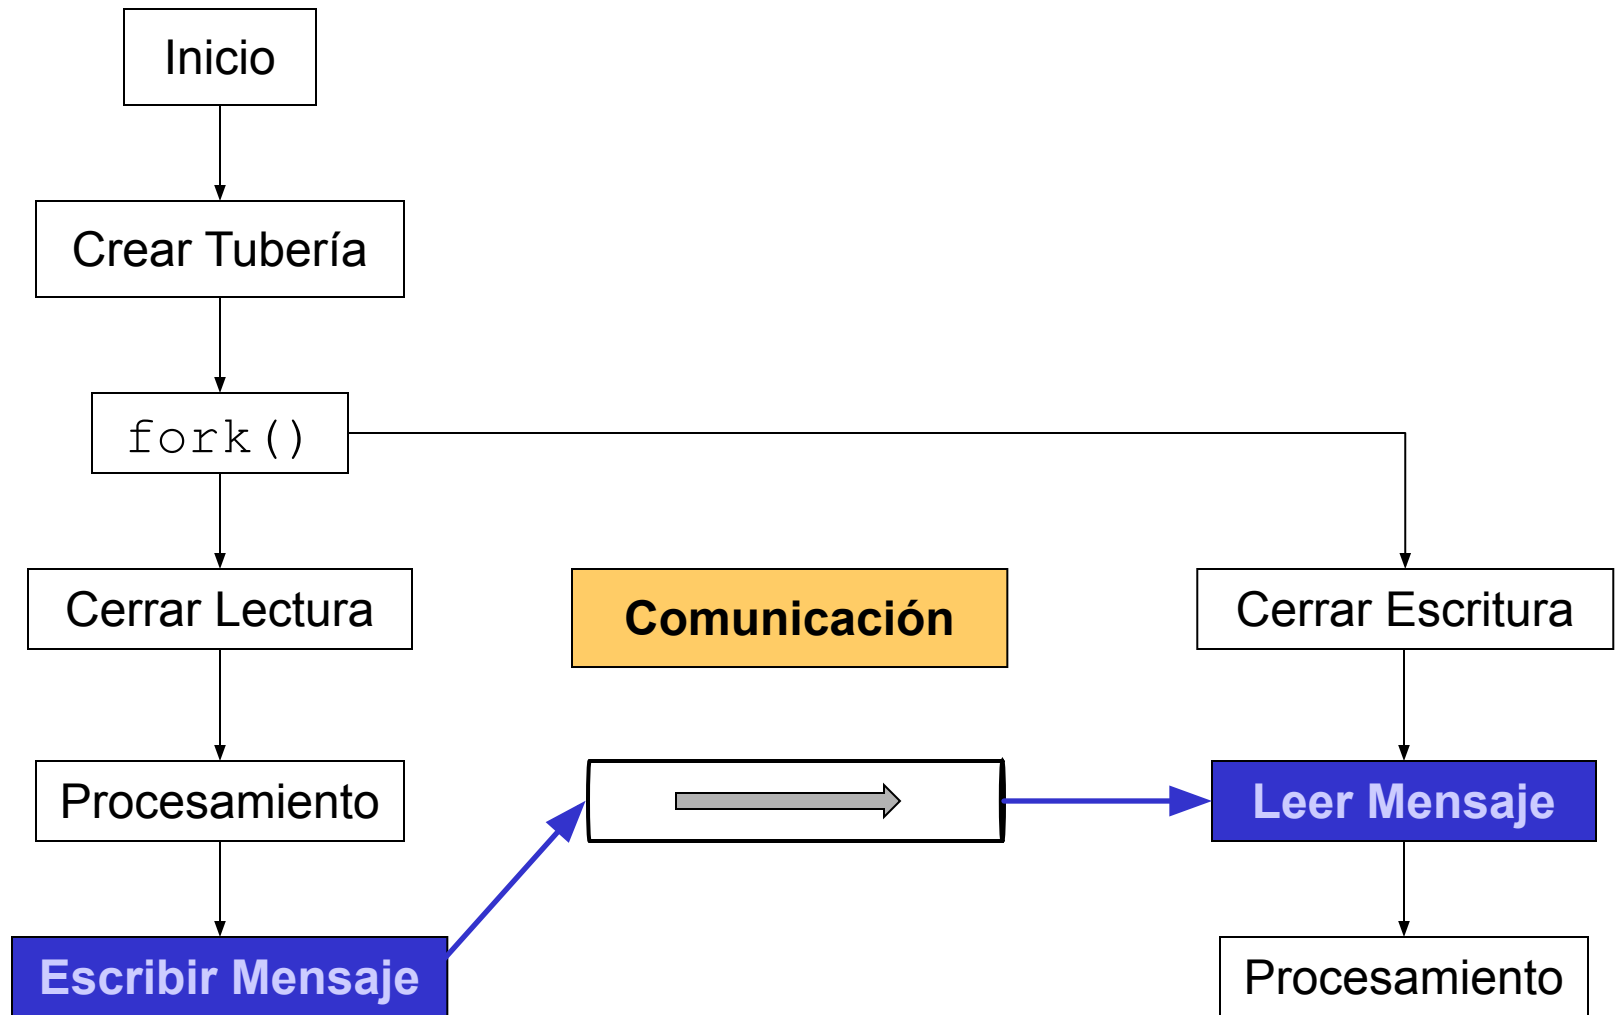 Inicio
Crear Tubería
fork()
Cerrar Lectura
Comunicación
Cerrar Escritura
Procesamiento
Leer Mensaje
Escribir Mensaje
Procesamiento